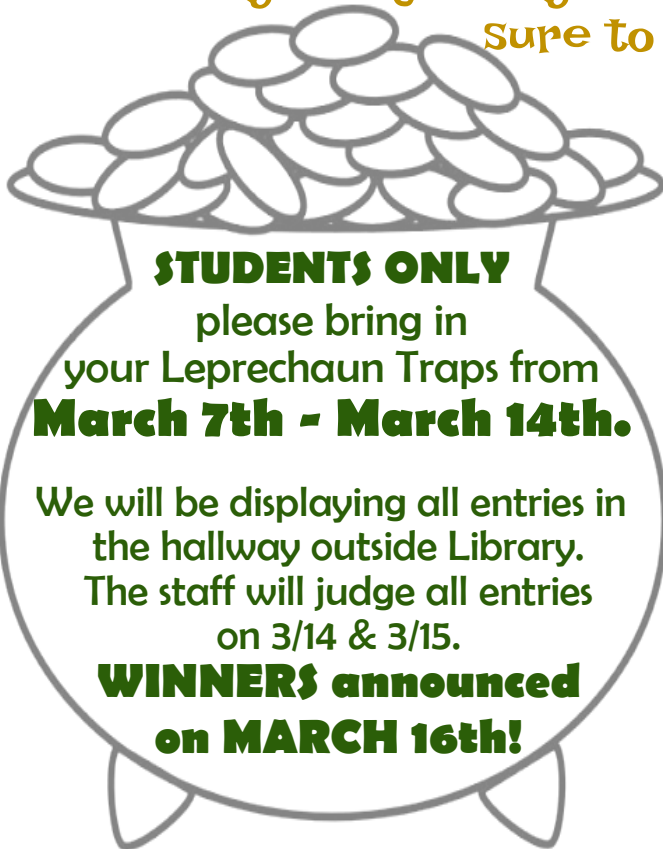 sure to
STUDENTS ONLY
please bring in
your Leprechaun Traps from
March 7th - March 14th.
We will be displaying all entries in
the hallway outside Library.
The staff will judge all entries
on 3/14 & 3/15.
WINNERS announced
on MARCH 16th!